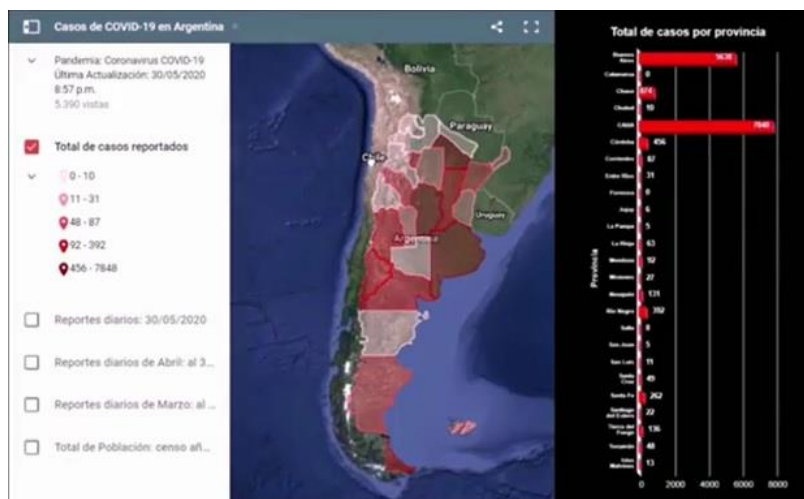 Casos de COVID-19 en Argentina
Pandemia: Coronavirus COVID-19
Última Actualización: 30/05/2020
8:57 p.m.
5.390 vistas
Total de casos reportados
0 - 10
11 - 31
48 - 87
92 - 392
456 - 7848
Reportes diarios: 30/05/2020
Reportes diarios de Abril: al 3...
Reportes diarios de Marzo: al ...
Total de Población: censo añ...
Bolivia
Paraguay
Chile
Uruguay
Argentina
Total de casos por provincia
Provincia
Buenos Aires 5638
Catamarca 0
Chaco 874
Chubut 10
CABA 7848
Córdoba 456
Corrientes 87
Entre Ríos 31
Formosa 0
Jujuy 6
La Pampa 5
La Rioja 63
Mendoza 92
Misiones 27
Neuquén 131
Río Negro 392
Salta 8
San Juan 5
San Luis 11
Santa Cruz 49
Santa Fe 262
Santiago del Estero 22
Tierra del Fuego 136
Tucumán 48
Islas Malvinas 13
0 2000 4000 6000 8000